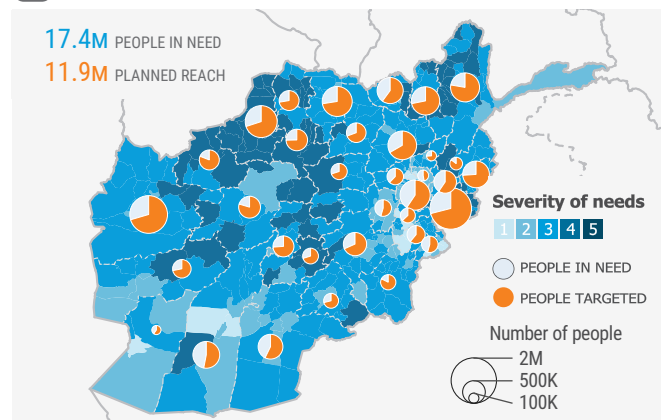 17.4M PEOPLE IN NEED
11.9M PLANNED REACH
Severity of needs
1 2 3 4 5
PEOPLE IN NEED
PEOPLE TARGETED
Number of people
2M
500K
100K